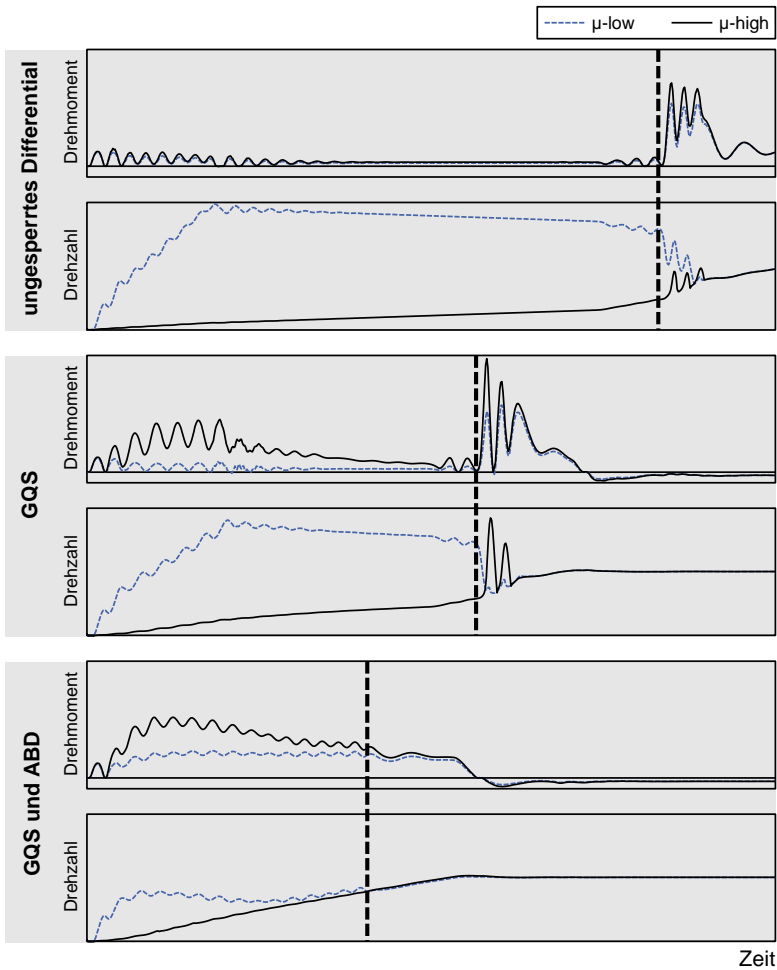 μ-low
μ-high
ungesperrtes Differential
Drehmoment
Drehzahl
GQS
Drehmoment
Drehzahl
GQS und ABD
Drehmoment
Drehzahl
Zeit